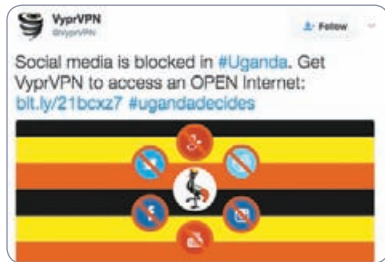 VyprVPN
@VyprVPN
Follow
Social media is blocked in #Uganda. Get
VyprVPN to access an OPEN Internet:
bit.ly/21bcxz7 #ugandadecides